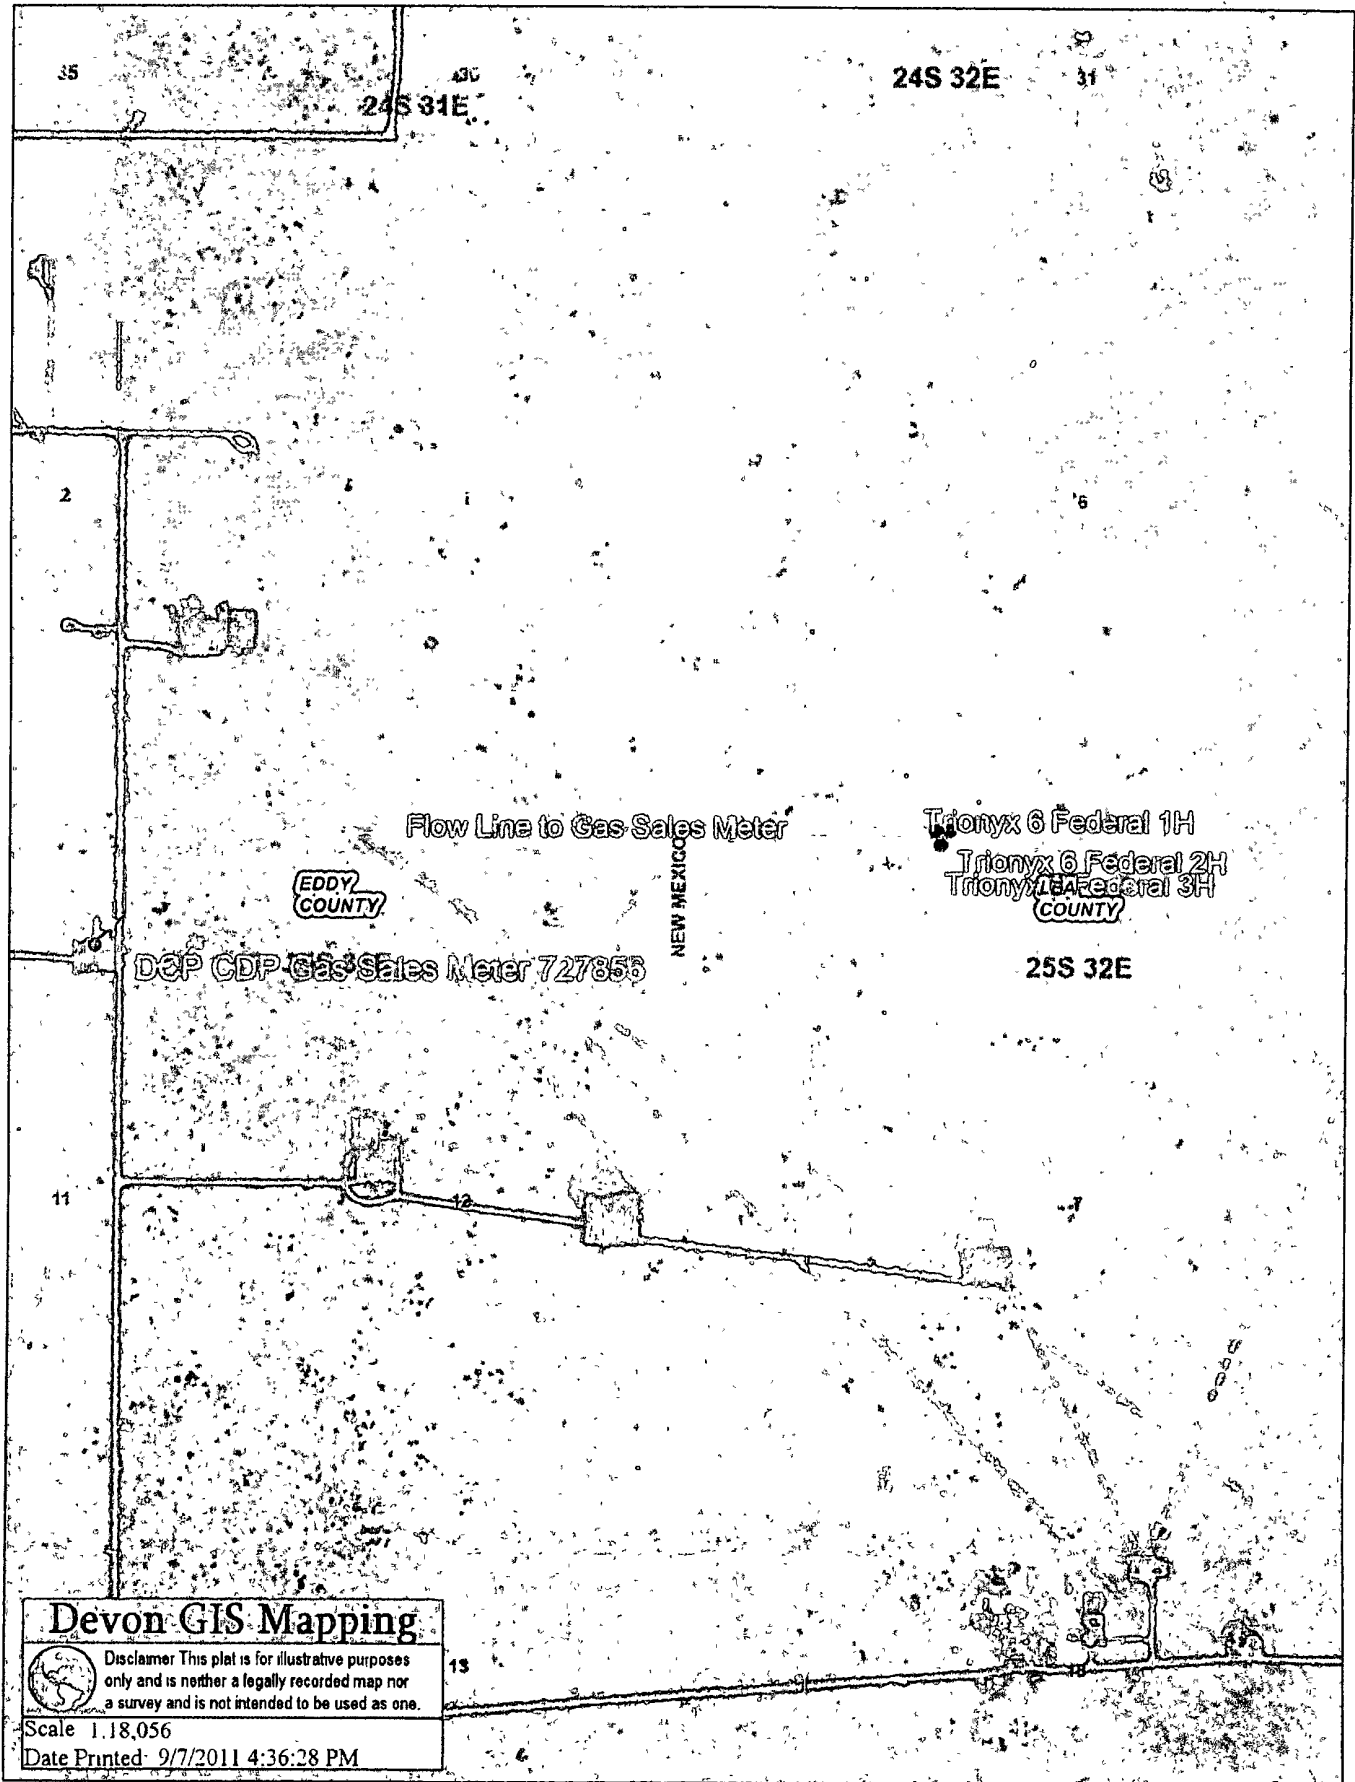 35
36
24S 32E
31
24S 31E
2
1
6
Flow Line to Gas Sales Meter
Trionyx 6 Federal 1H
Trionyx 6 Federal 2H
Trionyx Federal 3H
EDDY
COUNTY
NEW MEXICO
LEA
COUNTY
DCP CDP Gas Sales Meter 727856
25S 32E
11
12
7
Devon GIS Mapping
Disclaimer This plat is for illustrative purposes
only and is neither a legally recorded map nor
a survey and is not intended to be used as one.
13
18
Scale 1.18,056
Date Printed 9/7/2011 4:36:28 PM